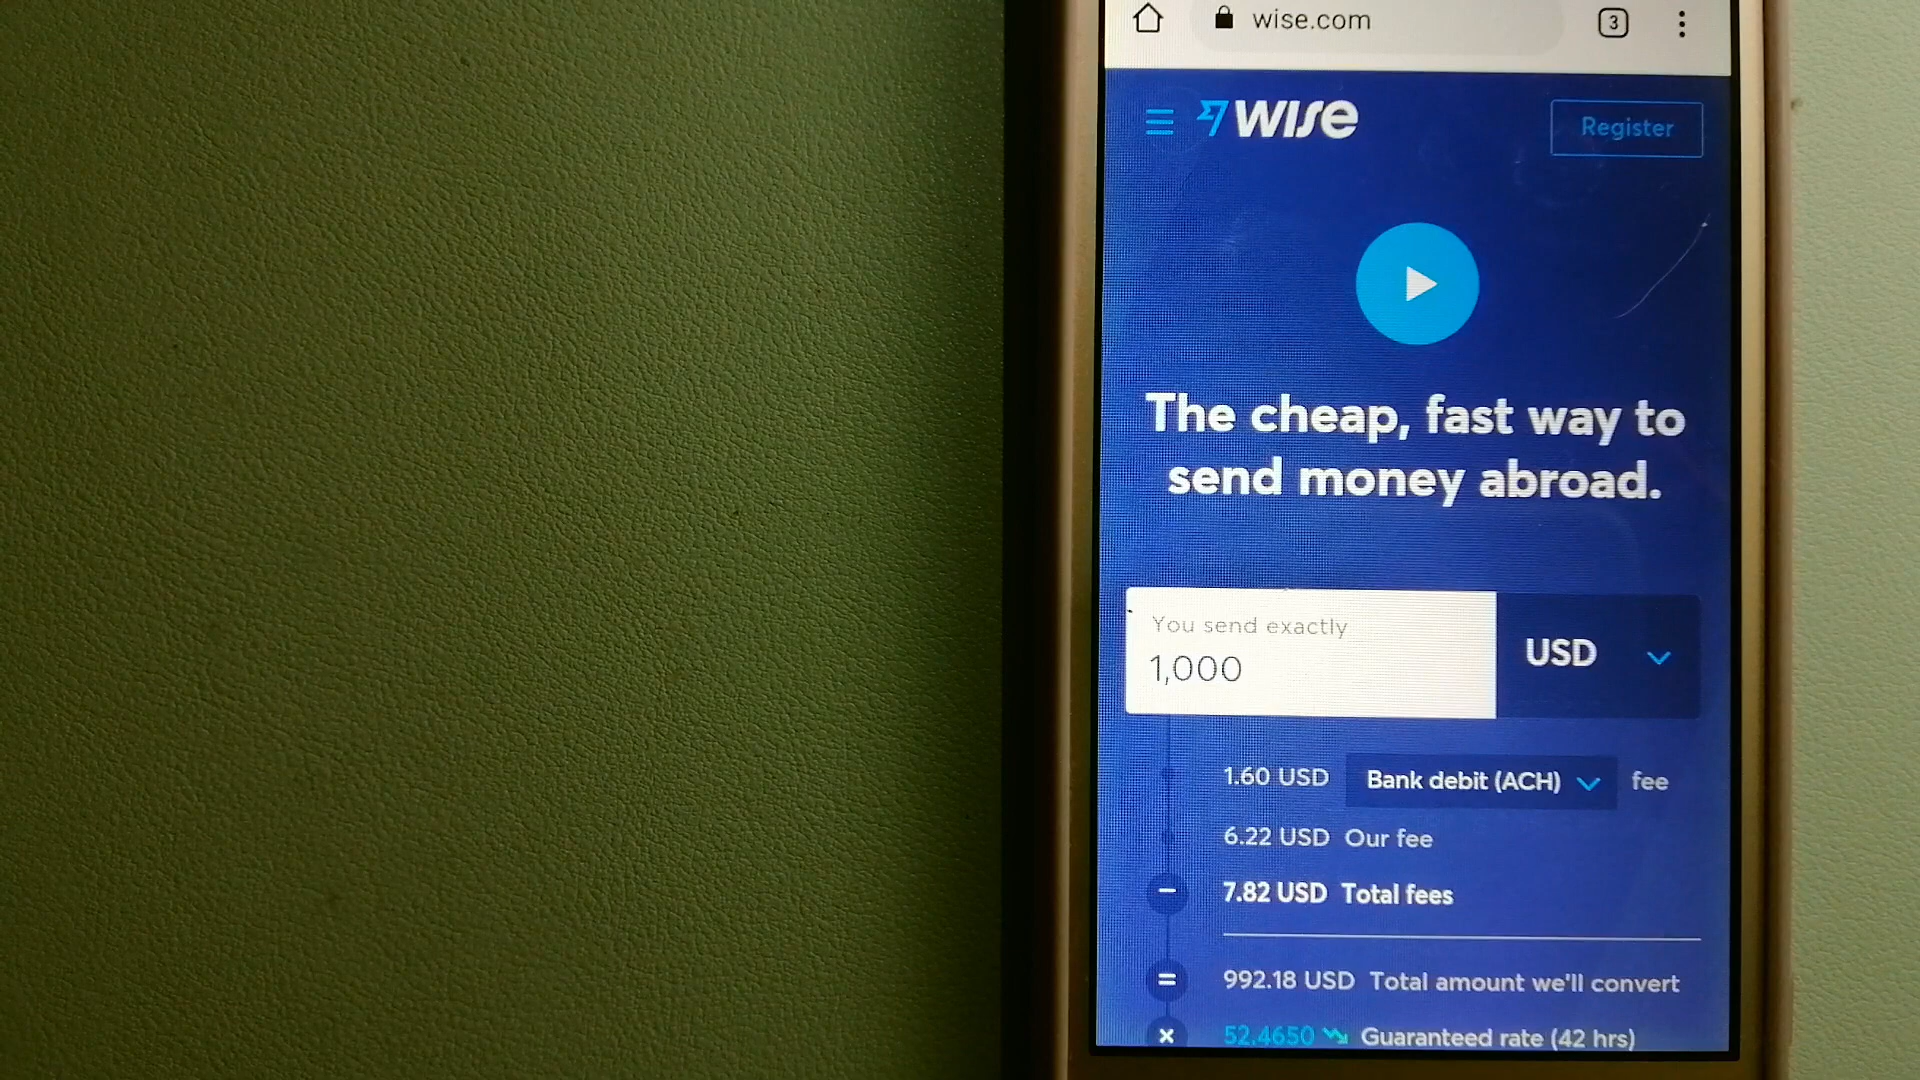 wise.com
3
wise
Register
The cheap, fast way to
send money abroad.
You send exactly
1,000
USD
1.60 USD Bank debit (ACH) fee
6.22 USD Our fee
7.82 USD Total fees
992.18 USD Total amount we'll convert
52.4650 Guaranteed rate (42 hrs)